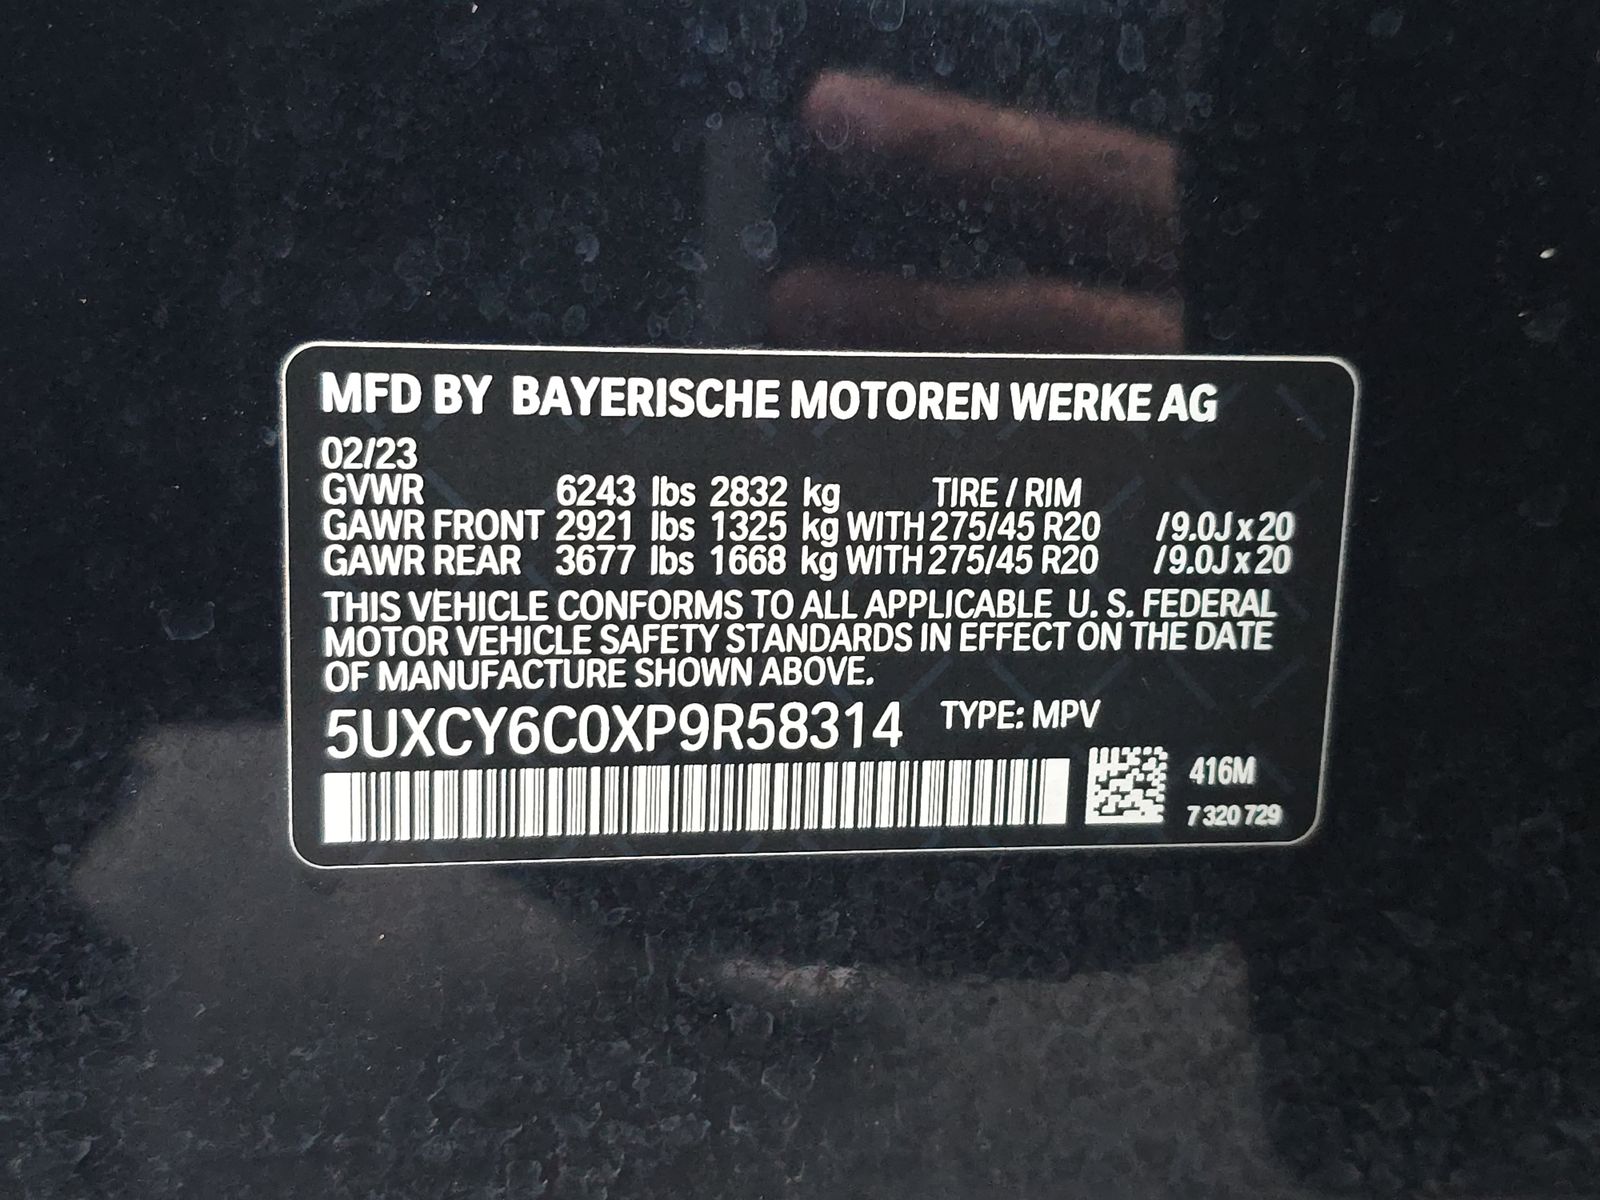 MFD BY BAYERISCHE MOTOREN WERKE AG
02/23
GVWR 6243 lbs 2832 kg TIRE / RIM
GAWR FRONT 2921 lbs 1325 kg WITH 275/45 R20 /9.0J x 20
GAWR REAR 3677 lbs 1668 kg WITH 275/45 R20 /9.0J x 20
THIS VEHICLE CONFORMS TO ALL APPLICABLE U. S. FEDERAL
MOTOR VEHICLE SAFETY STANDARDS IN EFFECT ON THE DATE
OF MANUFACTURE SHOWN ABOVE.
5UXCY6C0XP9R58314 TYPE: MPV
416M
7 320 729